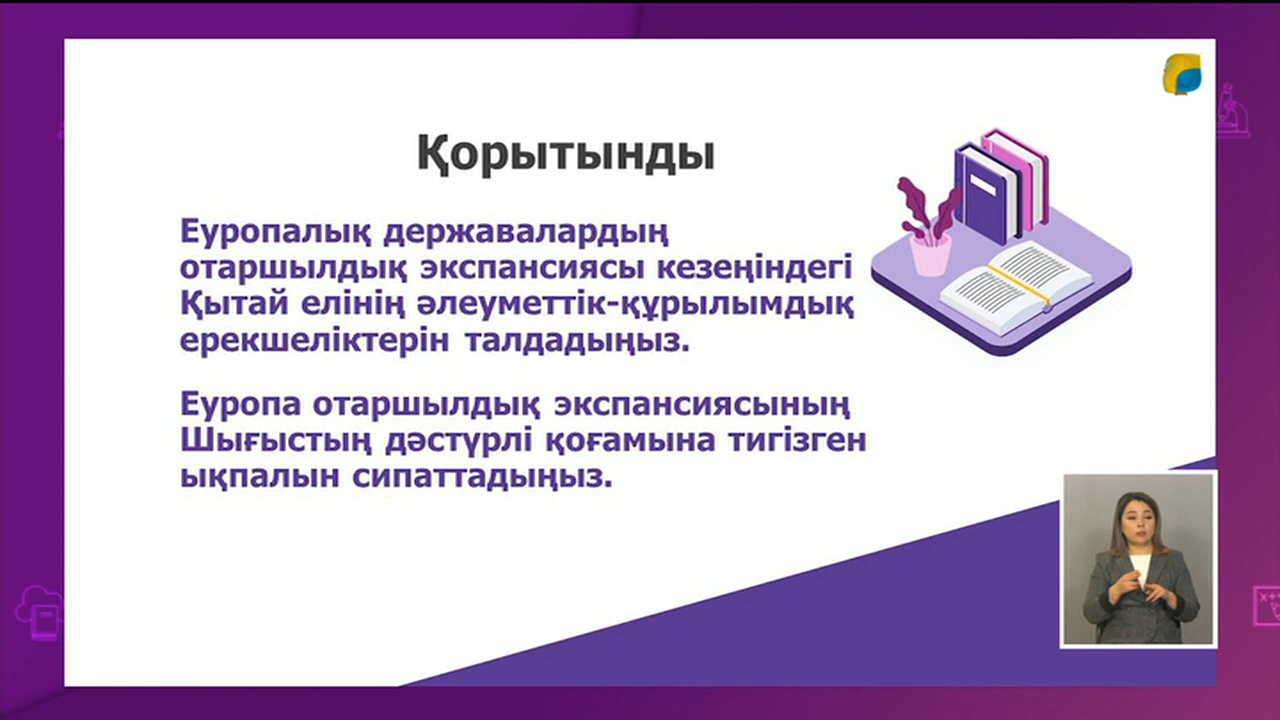 Қорытынды
Еуропалық державалардың
отаршылдық экспансиясы кезеңіндегі
Қытай елінің әлеуметтік-құрылымдық
ерекшеліктерін талдадыңыз.
Еуропа отаршылдық экспансиясының
Шығыстың дәстүрлі қоғамына тигізген
ықпалын сипаттадыңыз.